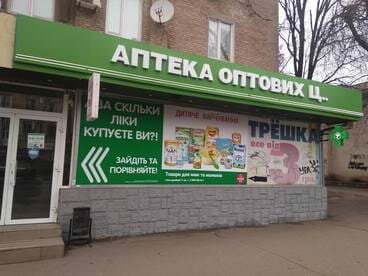 АПТЕКА ОПТОВИХ Ц..
ЗА СКІЛЬКИ
ЛІКИ
КУПУЄТЕ ВИ?!
ЗАЙДІТЬ ТА
ПОРІВНЯЙТЕ!
ДИТЯЧЕ ХАРЧУВАННЯ
Товари для мам та малюків
ТРЁШКА
все від
3